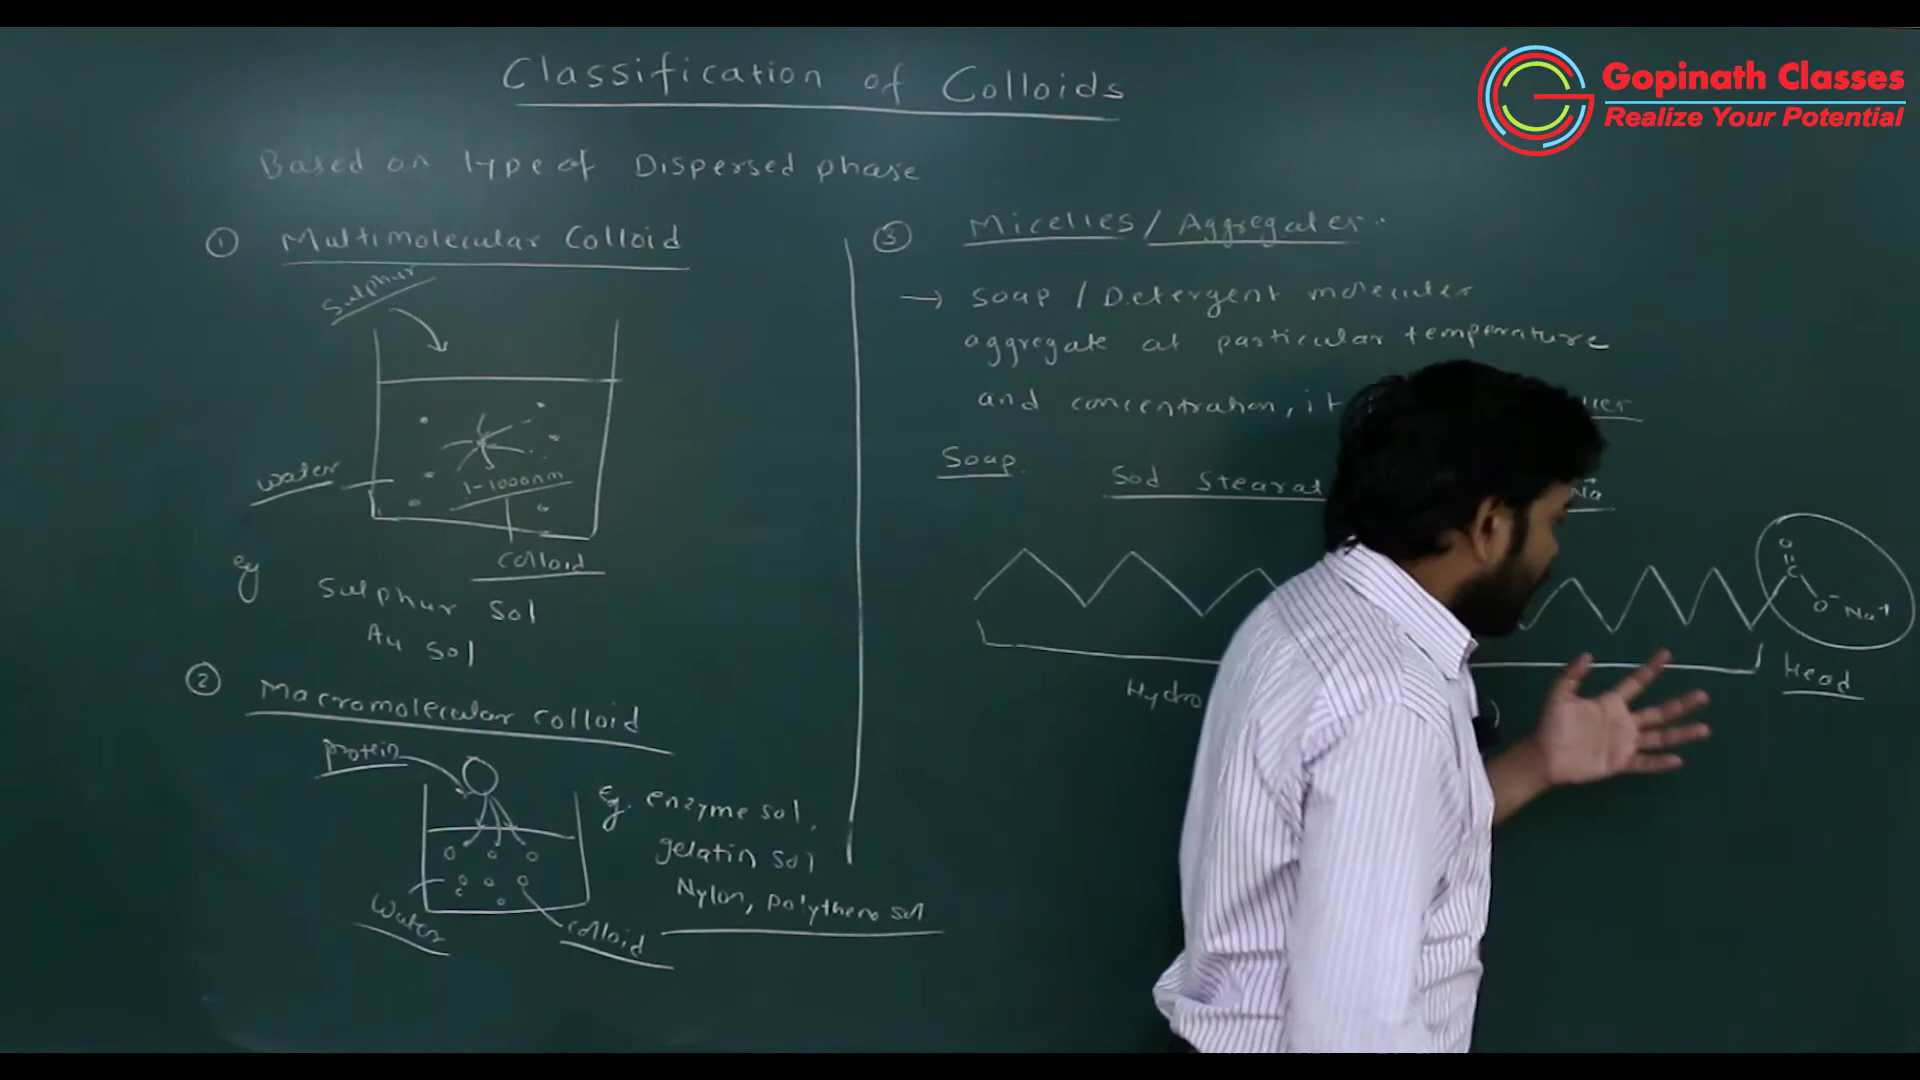 Classification of Colloids
Gopinath Classes
Realize Your Potential
Based on type of Dispersed phase
① Multimolecular Colloid
Sulphur
water
1-1000nm
colloid
eg Sulphur Sol
Au Sol
② Macromolecular colloid
protein
water
colloid
eg. enzyme sol,
gelatin sol
Nylon, polythene sol.
③ Micelles / Aggregates.
→ Soap / Detergent molecules
aggregate at particular temperature
and concentration, it
Soap. Sod Stearat
O
C
O⁻ Na⁺
Hydro
Head